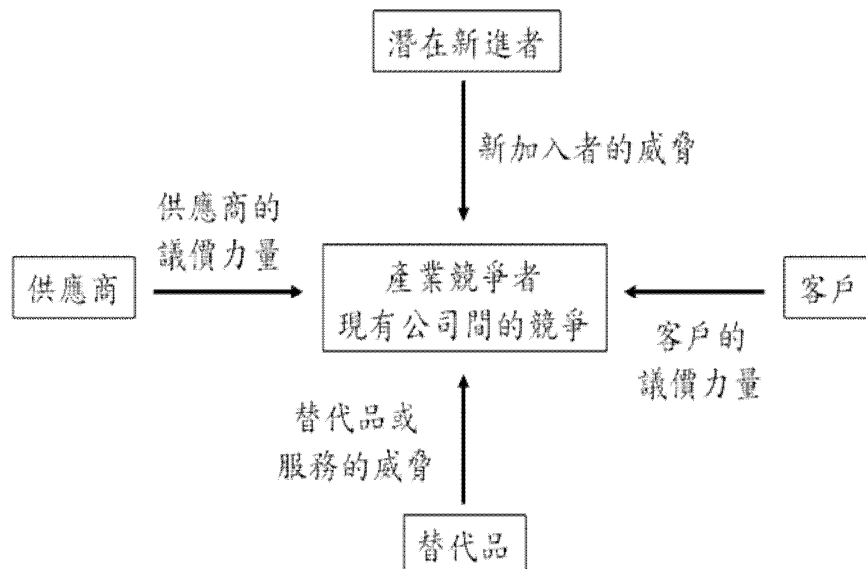 潛在新進者
新加入者的威脅
供應商的
議價力量
供應商
產業競爭者
現有公司間的競爭
客戶
客戶的
議價力量
替代品或
服務的威脅
替代品